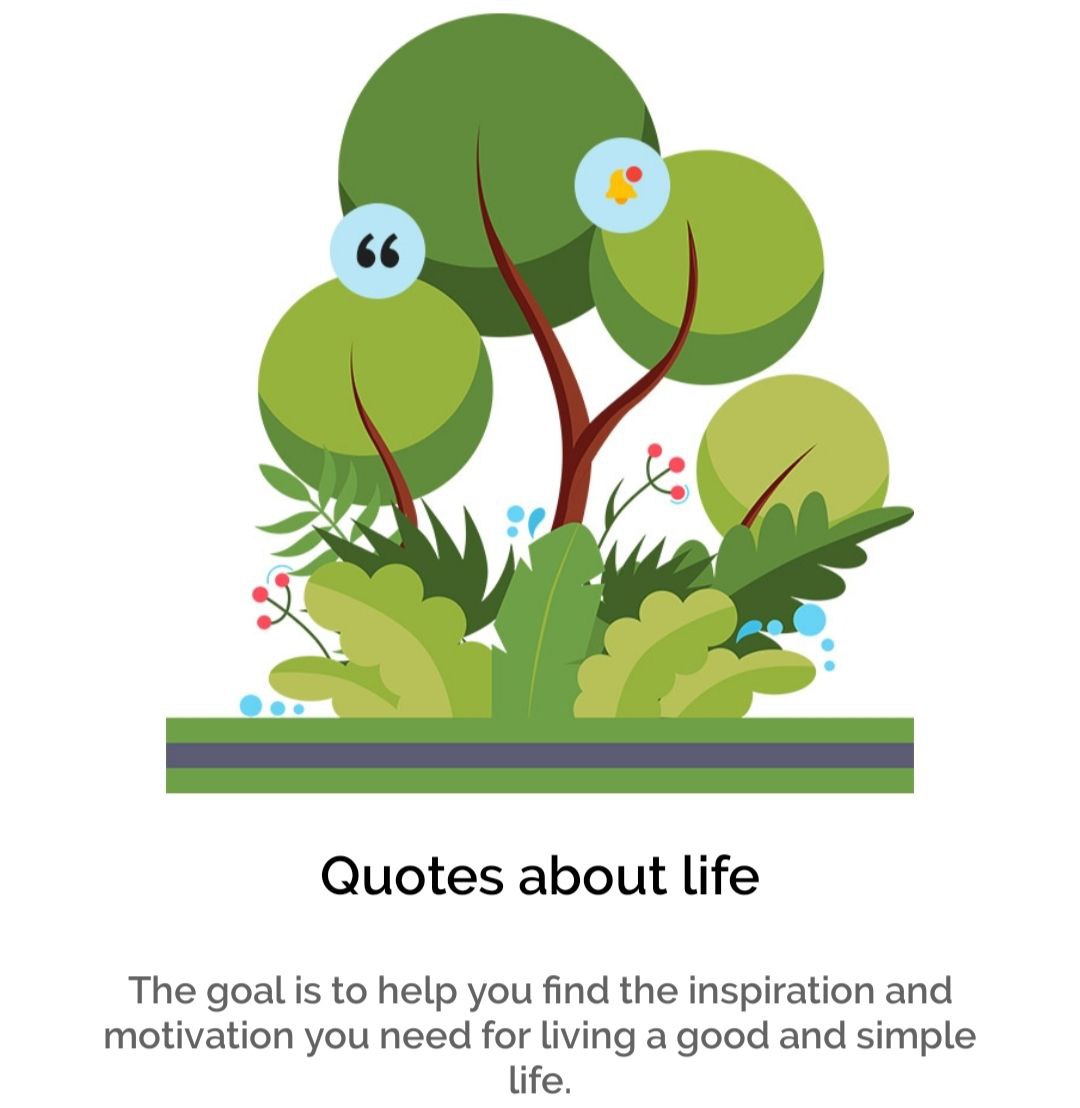 “
Quotes about life
The goal is to help you find the inspiration and
motivation you need for living a good and simple
life.